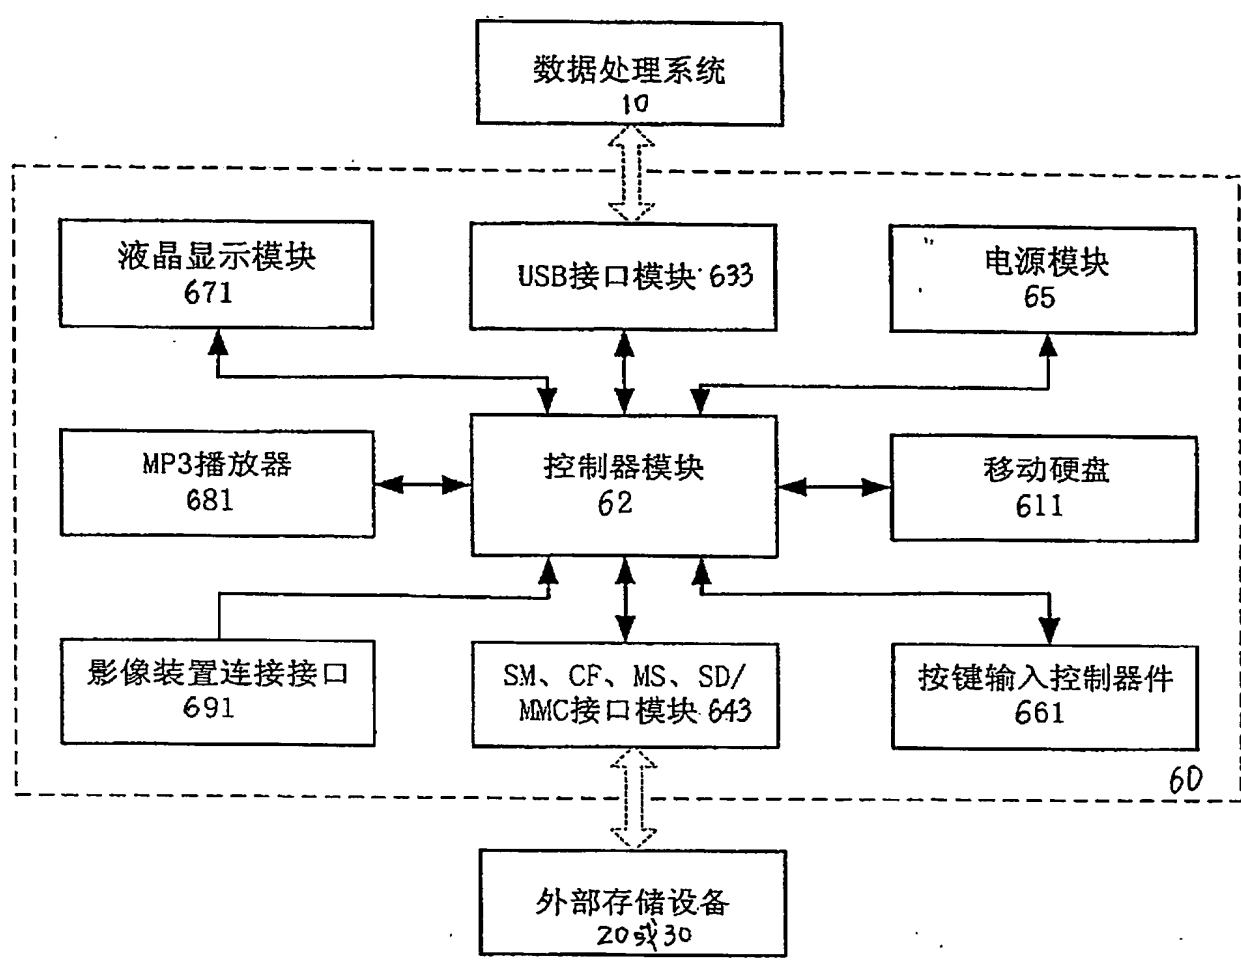 数据处理系统
10
液晶显示模块
671
USB接口模块 633
电源模块
65
MP3播放器
681
控制器模块
62
移动硬盘
611
影像装置连接接口
691
SM、CF、MS、SD/
MMC接口模块 643
按键输入控制器件
661
60
外部存储设备
20或30